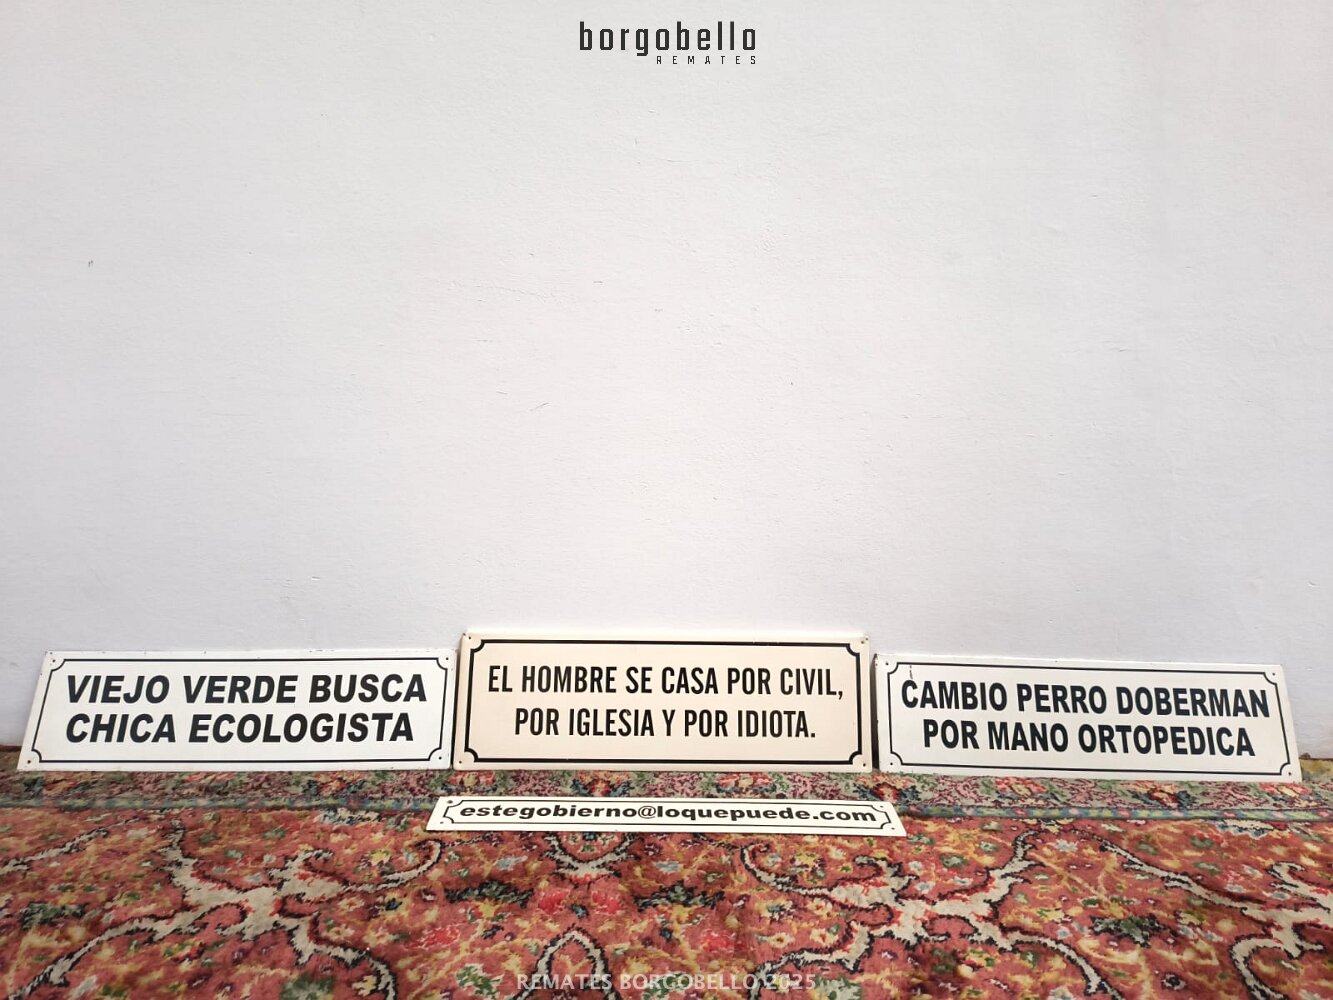 borgobello
REMATES
VIEJO VERDE BUSCA
CHICA ECOLOGISTA
EL HOMBRE SE CASA POR CIVIL,
POR IGLESIA Y POR IDIOTA.
CAMBIO PERRO DOBERMAN
POR MANO ORTOPEDICA
estegobierno@loquepuede.com
REMATES BORGOBELLO 2025